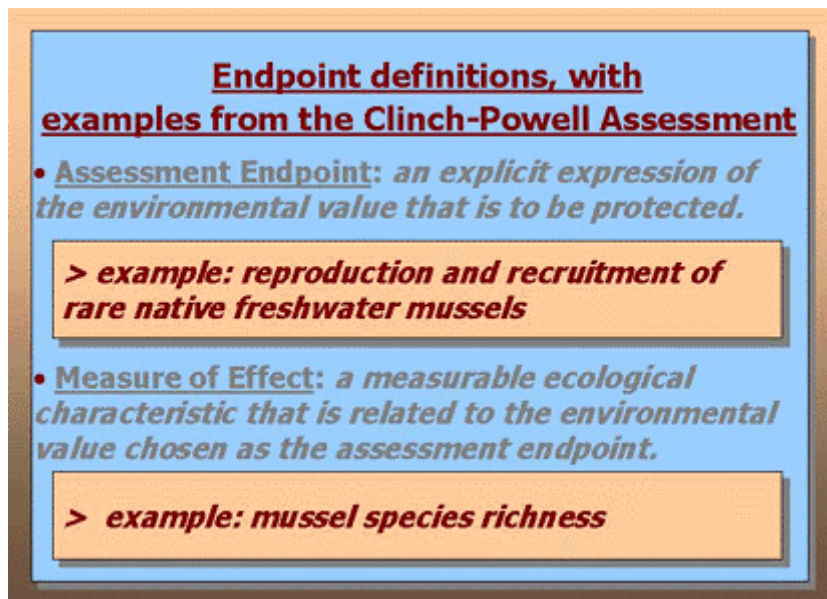 Endpoint definitions, with
examples from the Clinch-Powell Assessment
• Assessment Endpoint: an explicit expression of
the environmental value that is to be protected.
> example: reproduction and recruitment of
rare native freshwater mussels
• Measure of Effect: a measurable ecological
characteristic that is related to the environmental
value chosen as the assessment endpoint.
> example: mussel species richness